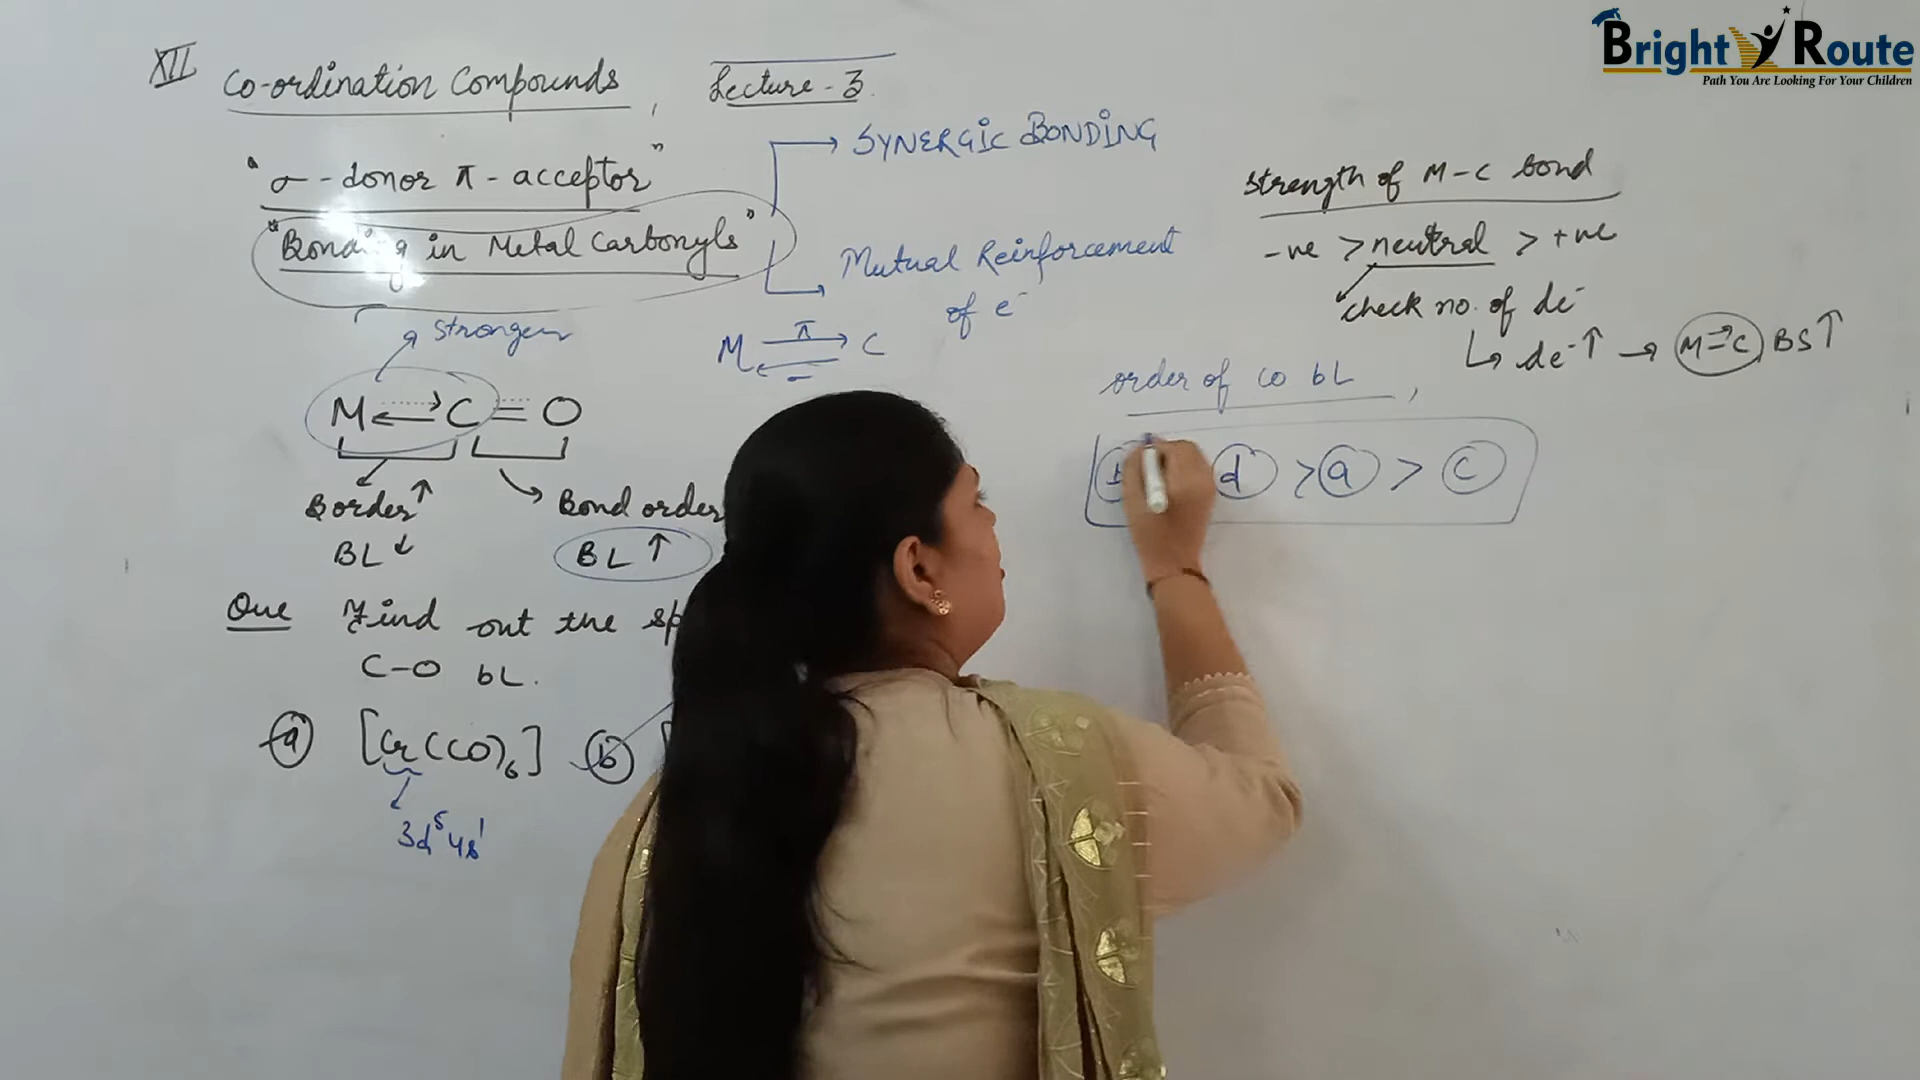 Bright Route
Path You Are Looking For Your Children
XII Co-ordination Compounds, Lecture - 3.
"σ - donor π - acceptor"
"Bonding in Metal Carbonyls"
SYNERGIC BONDING
Mutual Reinforcement
of e⁻
M π C
σ
stronger
M C = O
B order ↑
BL ↓
Bond order
BL ↑
Que Find out the
C-O bL.
(a) [Cr(CO)₆] (b) [
3d⁵ 4s¹
Strength of M-C bond
-ve > neutral > +ve
check no. of de⁻
de⁻↑ → M=C, BS↑
order of CO bL,
b d > a > c